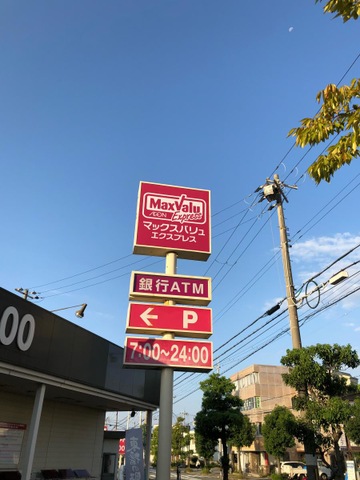 MaxValu
AEON Express
マックスバリュ
エクスプレス
銀行ATM
← P
7:00~24:00
00